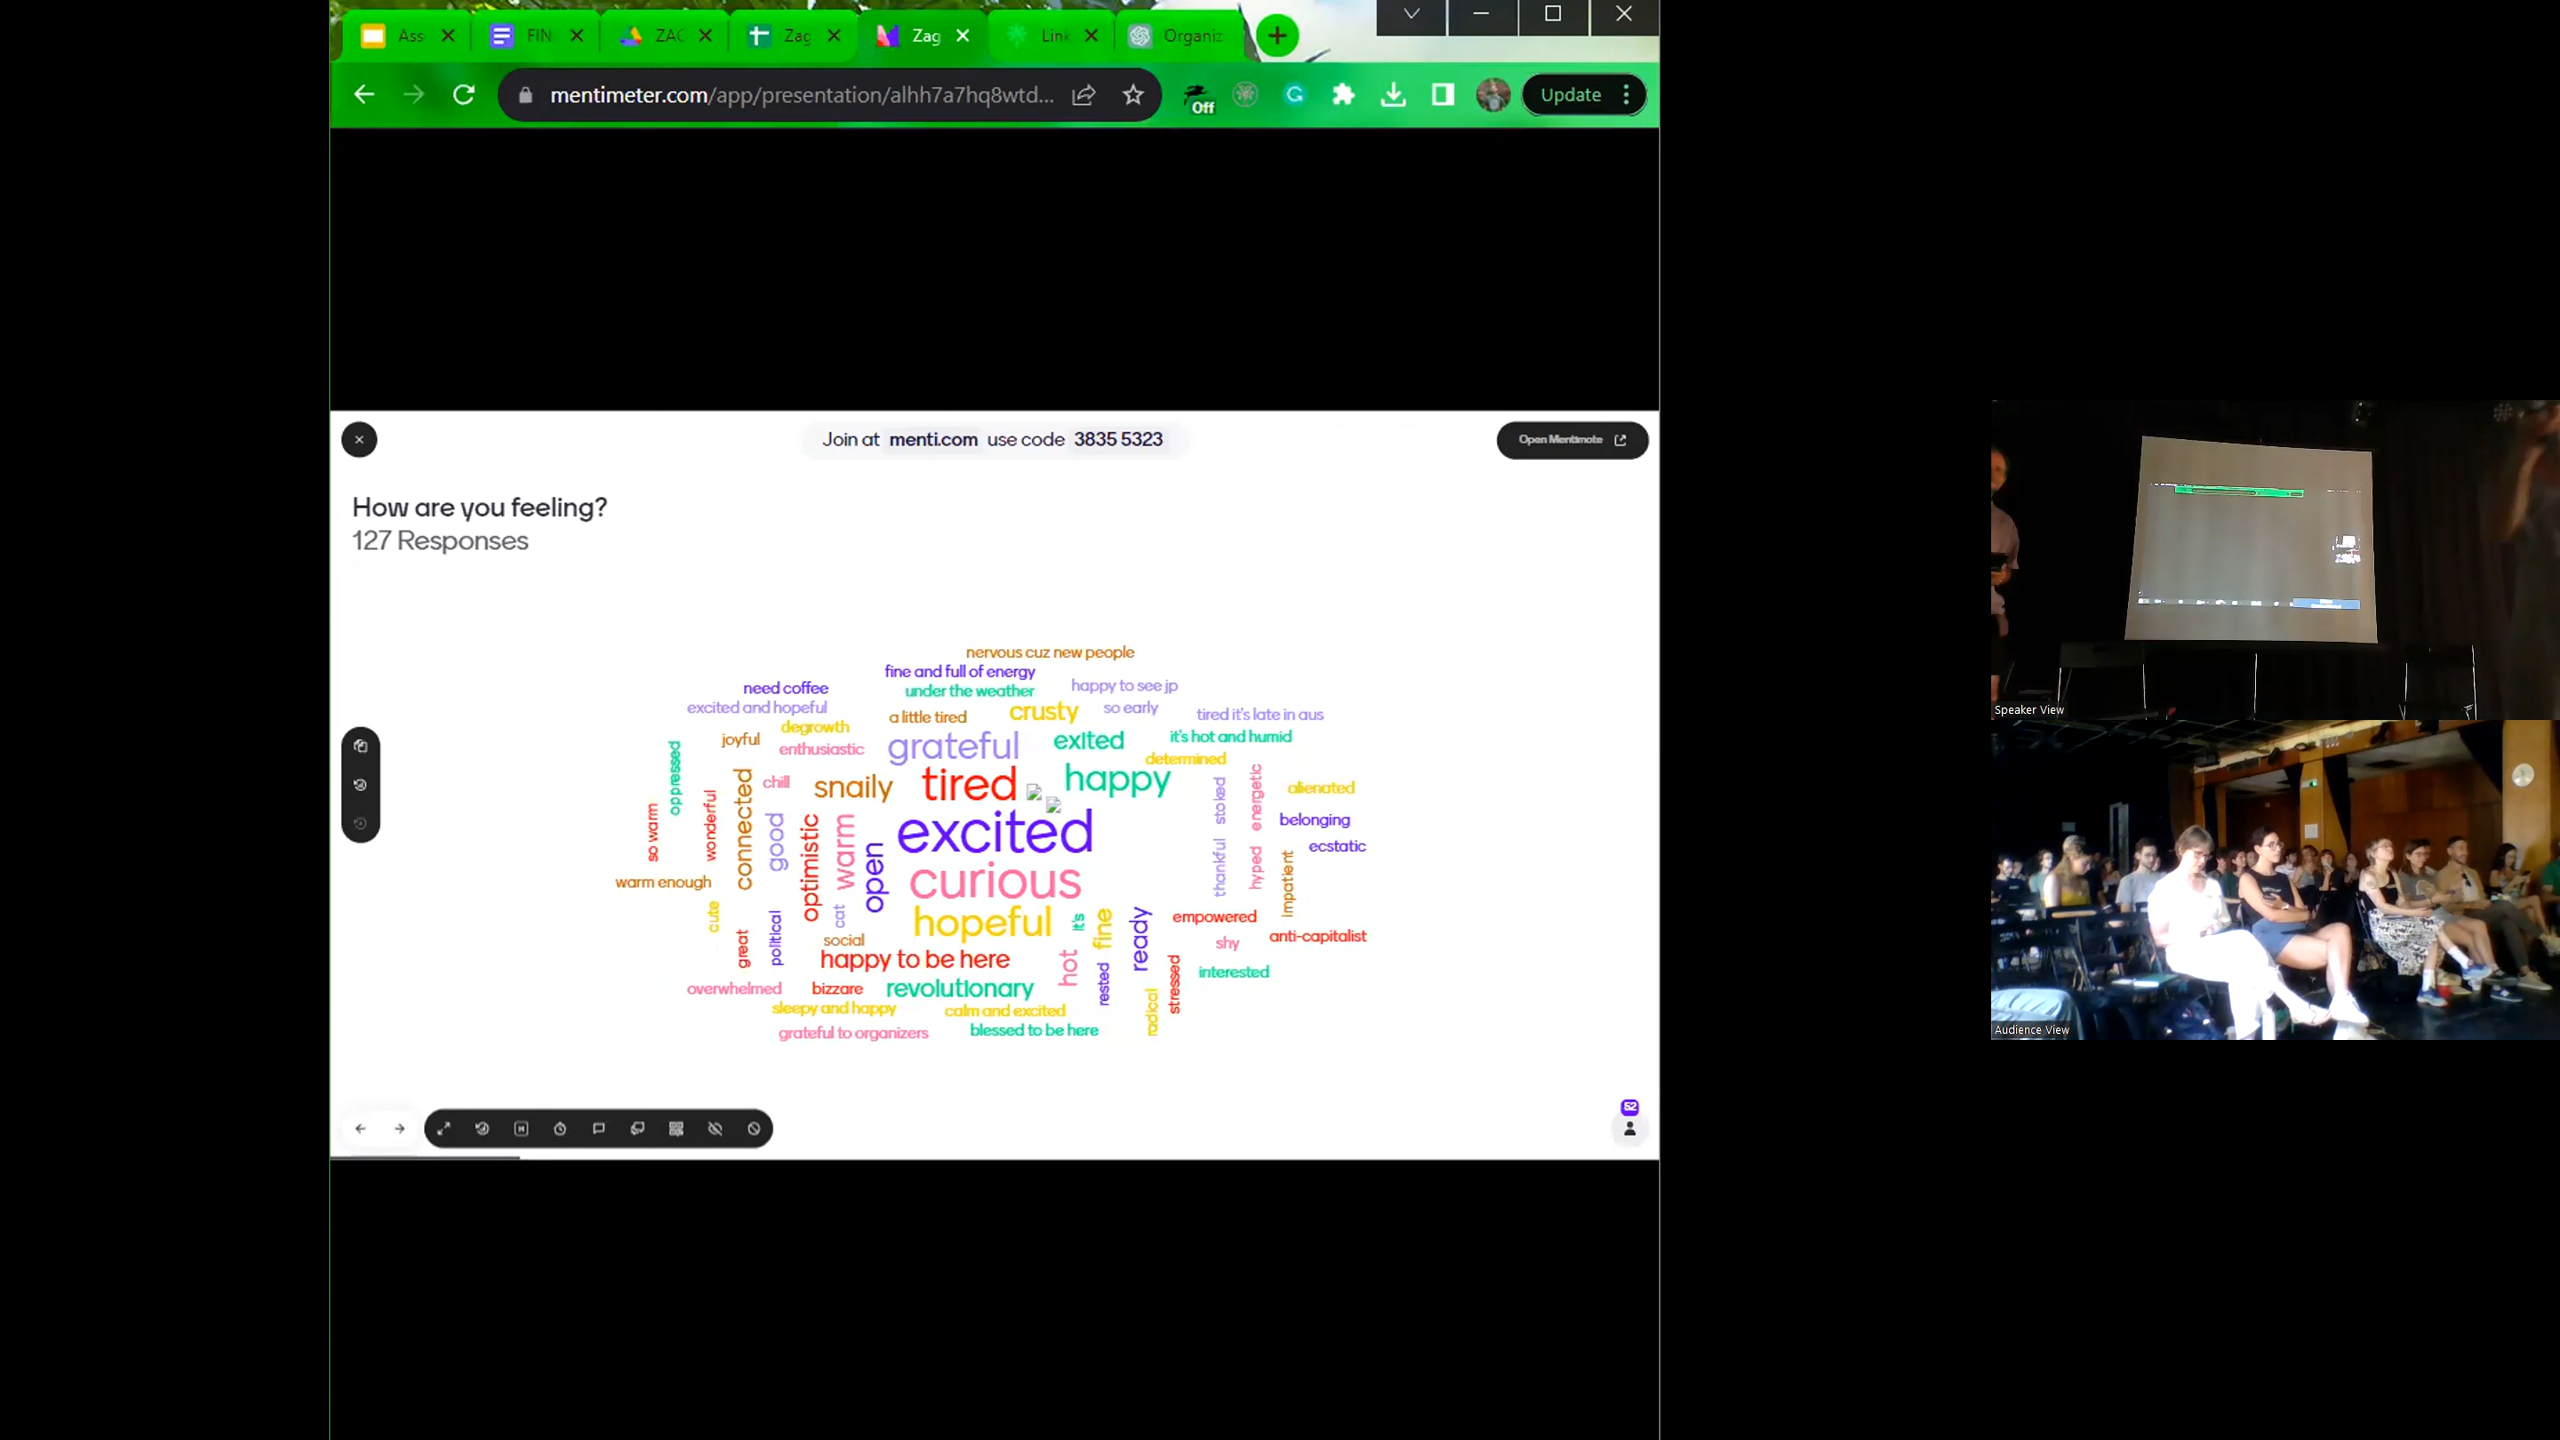 Ass
FIN
ZAG
Zag
Zag
Link
Organiz
mentimeter.com/app/presentation/alhh7a7hq8wtd...
Off
Update
Join at menti.com use code 3835 5323
Open Mentimote
How are you feeling?
127 Responses
nervous cuz new people
fine and full of energy
need coffee
under the weather
happy to see jp
excited and hopeful
a little tired
crusty
so early
tired it's late in aus
degrowth
joyful
enthusiastic
grateful
exited
it's hot and humid
determined
oppressed
connected
chill
snaily
tired
happy
stoked
energetic
alienated
so warm
wonderful
good
optimistic
warm
open
excited
belonging
thankful
hyped
impatient
ecstatic
warm enough
curious
cute
great
political
cat
hopeful
it's
fine
ready
empowered
anti-capitalist
social
shy
happy to be here
hot
rested
stressed
interested
overwhelmed
bizzare
revolutionary
radical
sleepy and happy
calm and excited
grateful to organizers
blessed to be here
52
Speaker View
Audience View